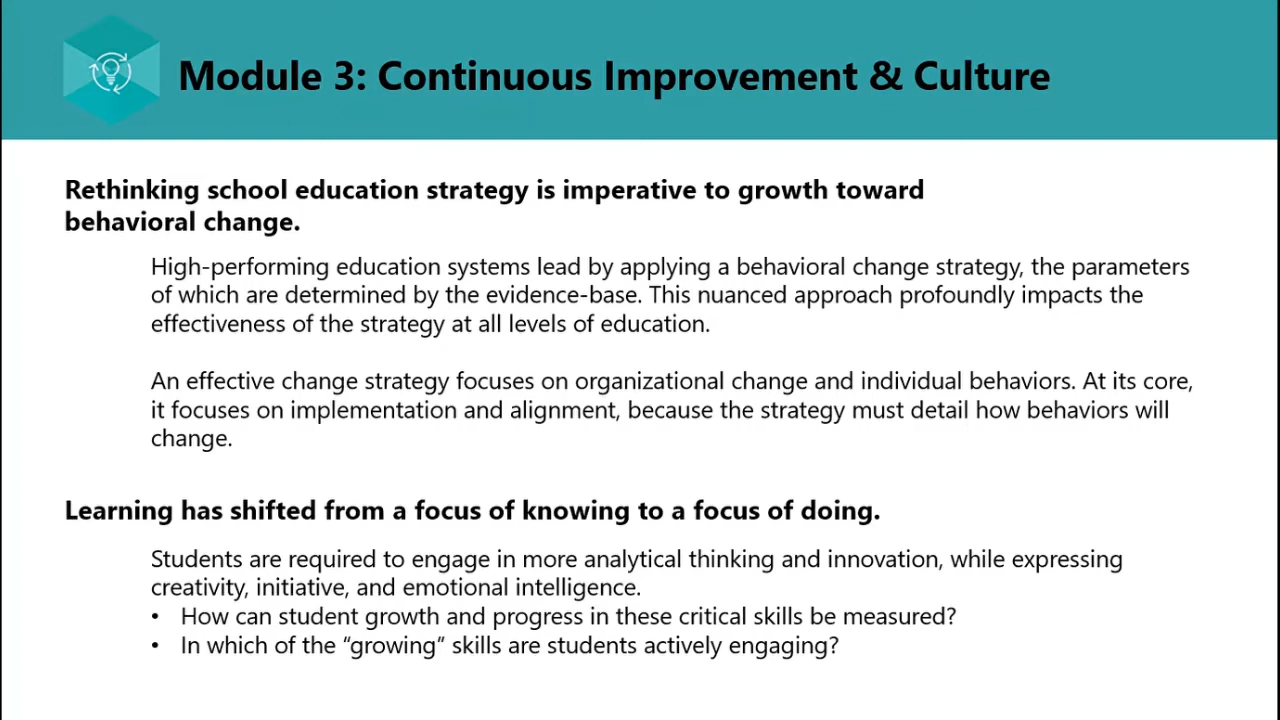 Module 3: Continuous Improvement & Culture
Rethinking school education strategy is imperative to growth toward
behavioral change.
High-performing education systems lead by applying a behavioral change strategy, the parameters
of which are determined by the evidence-base. This nuanced approach profoundly impacts the
effectiveness of the strategy at all levels of education.
An effective change strategy focuses on organizational change and individual behaviors. At its core,
it focuses on implementation and alignment, because the strategy must detail how behaviors will
change.
Learning has shifted from a focus of knowing to a focus of doing.
Students are required to engage in more analytical thinking and innovation, while expressing
creativity, initiative, and emotional intelligence.
• How can student growth and progress in these critical skills be measured?
• In which of the “growing” skills are students actively engaging?